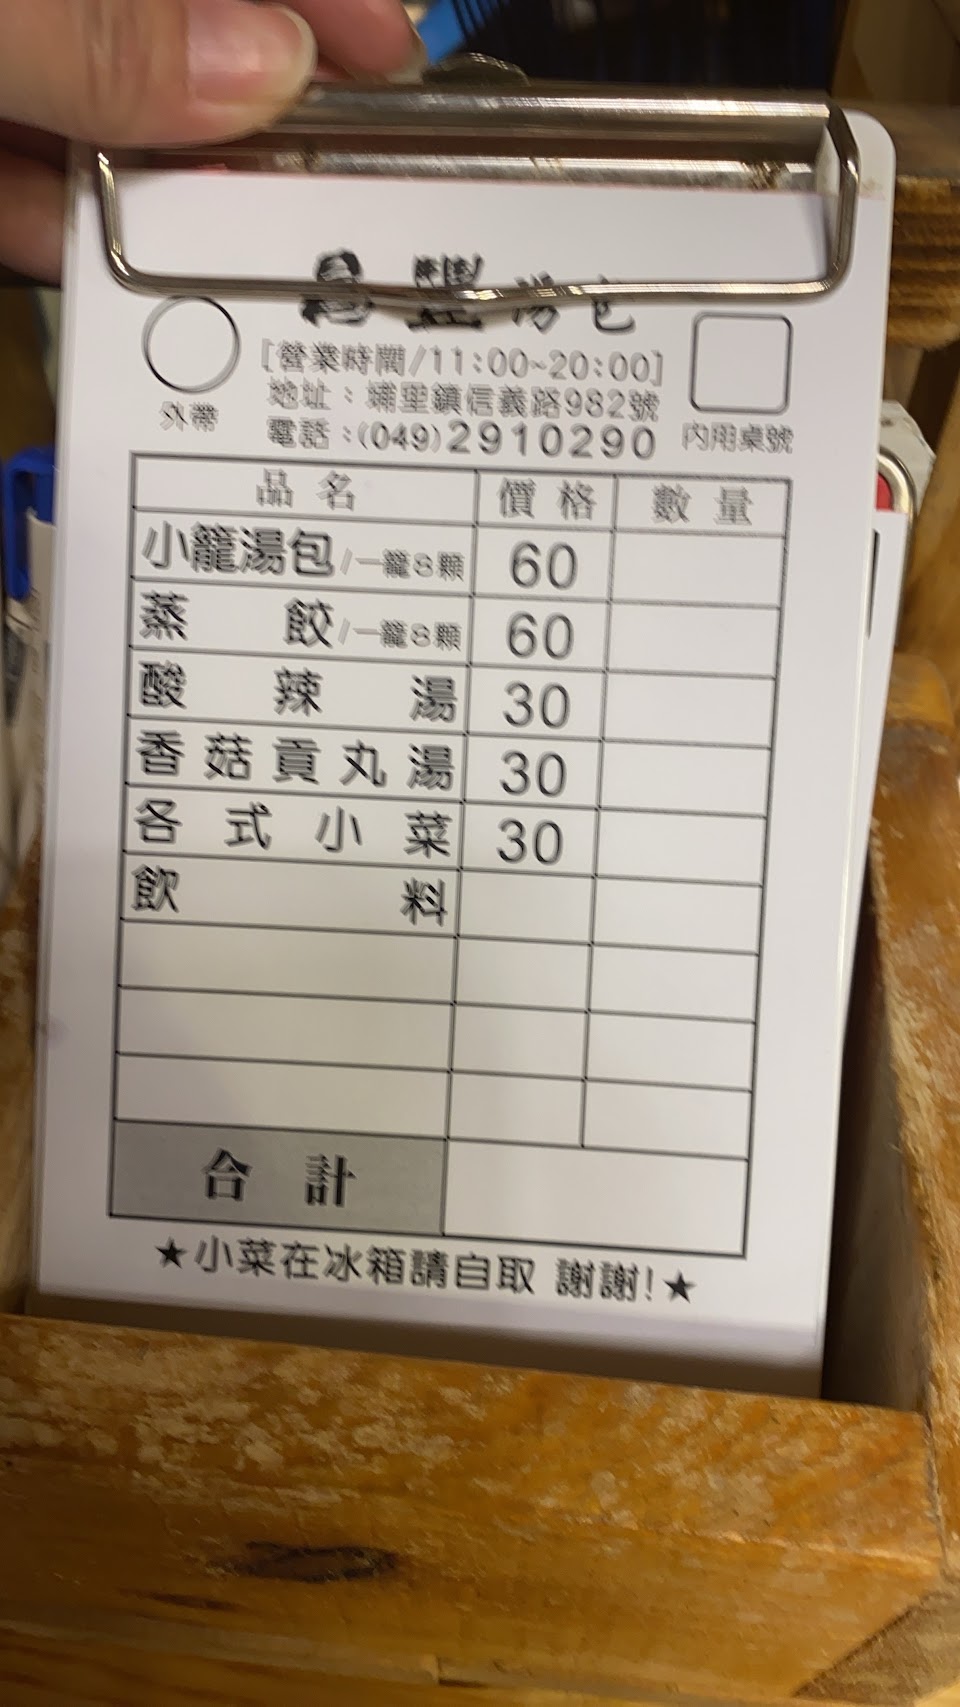 湯包
[營業時間/11:00~20:00]
地址：埔里鎮信義路982號
電話：(049)2910290
外帶
內用桌號
品名 價格 數量
小籠湯包/一籠8顆 60
蒸餃/一籠8顆 60
酸辣湯 30
香菇貢丸湯 30
各式小菜 30
飲料
合計
★小菜在冰箱請自取 謝謝!★